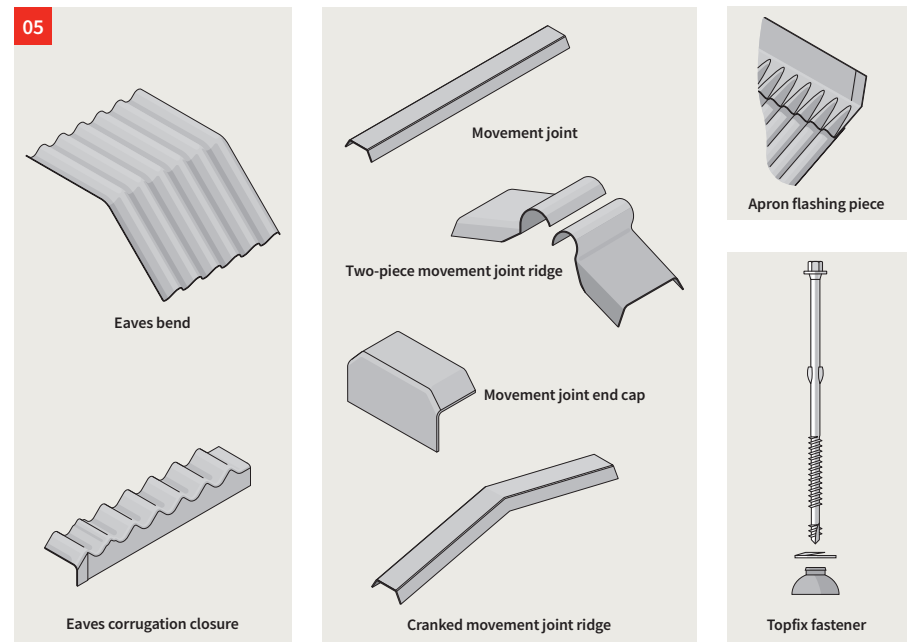 05
Eaves bend
Eaves corrugation closure
Movement joint
Two-piece movement joint ridge
Movement joint end cap
Cranked movement joint ridge
Apron flashing piece
Topfix fastener